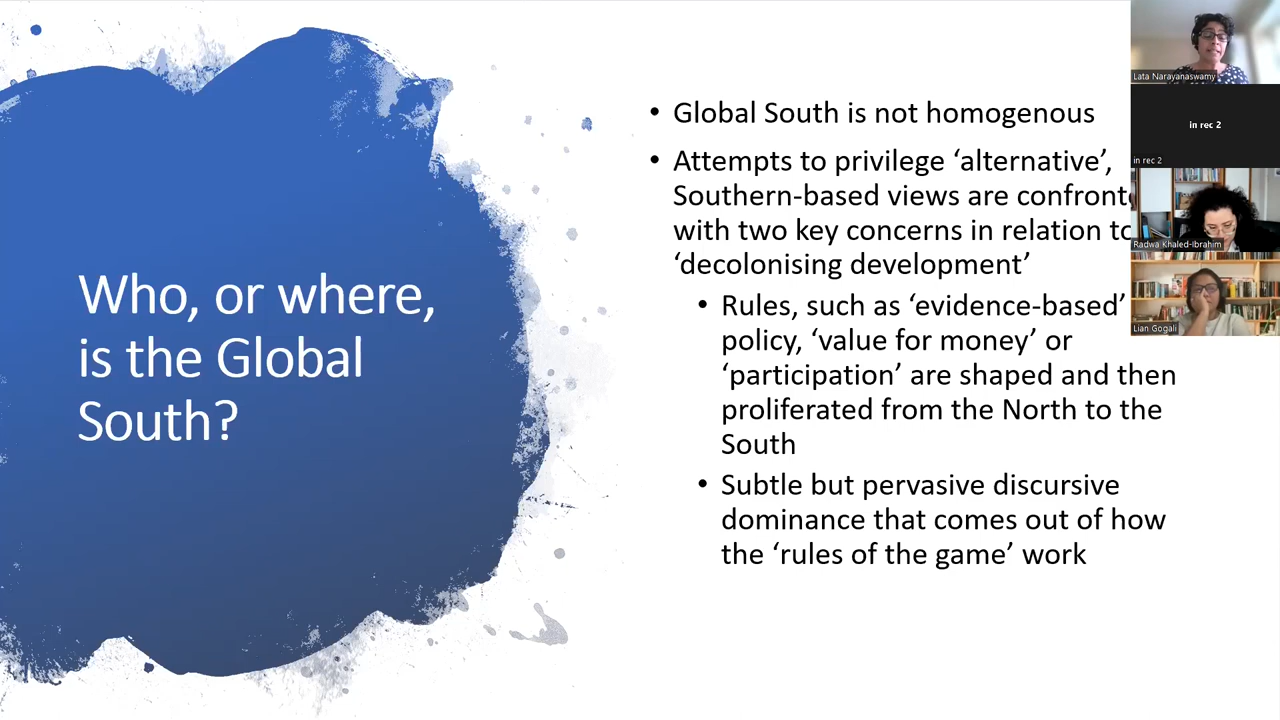 Who, or where,
is the Global
South?
• Global South is not homogenous
• Attempts to privilege ‘alternative’,
Southern-based views are
with two key concerns in relation
‘decolonising development’
• Rules, such as ‘evidence-based’
policy, ‘value for money’ or
‘participation’ are shaped and then
proliferated from the North to the
South
• Subtle but pervasive discursive
dominance that comes out of how
the ‘rules of the game’ work
Lata Narayanaswamy
in rec 2
in rec 2
Radwa Khaled-Ibrahim
Lian Gogali